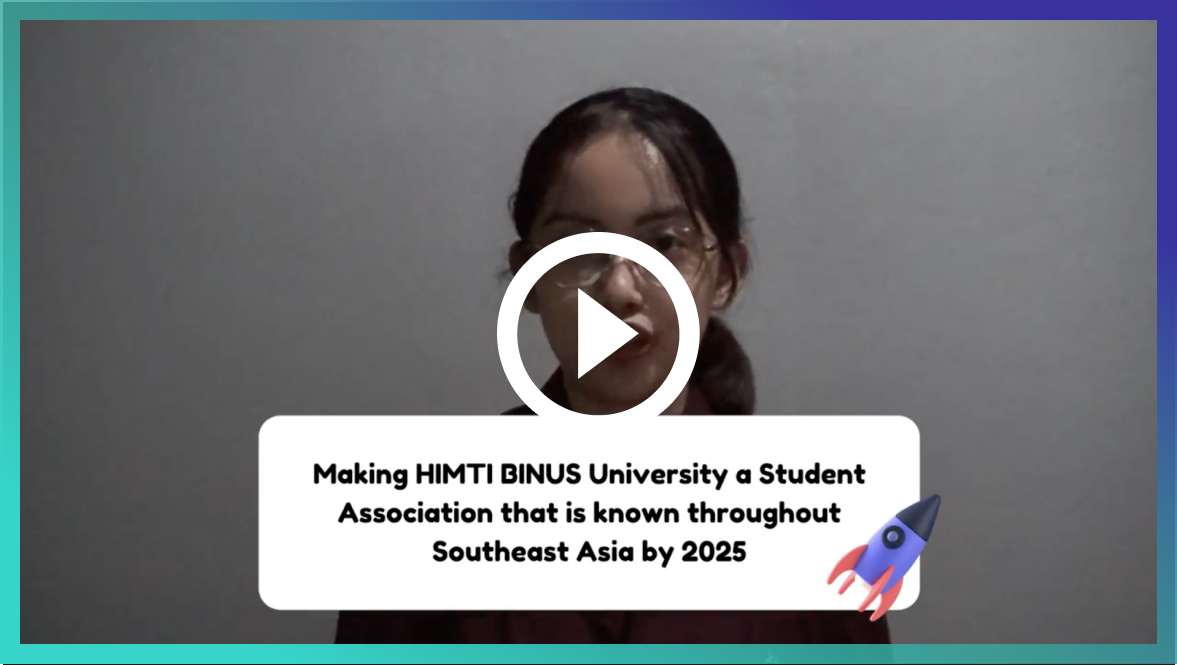 Making HIMTI BINUS University a Student
Association that is known throughout
Southeast Asia by 2025